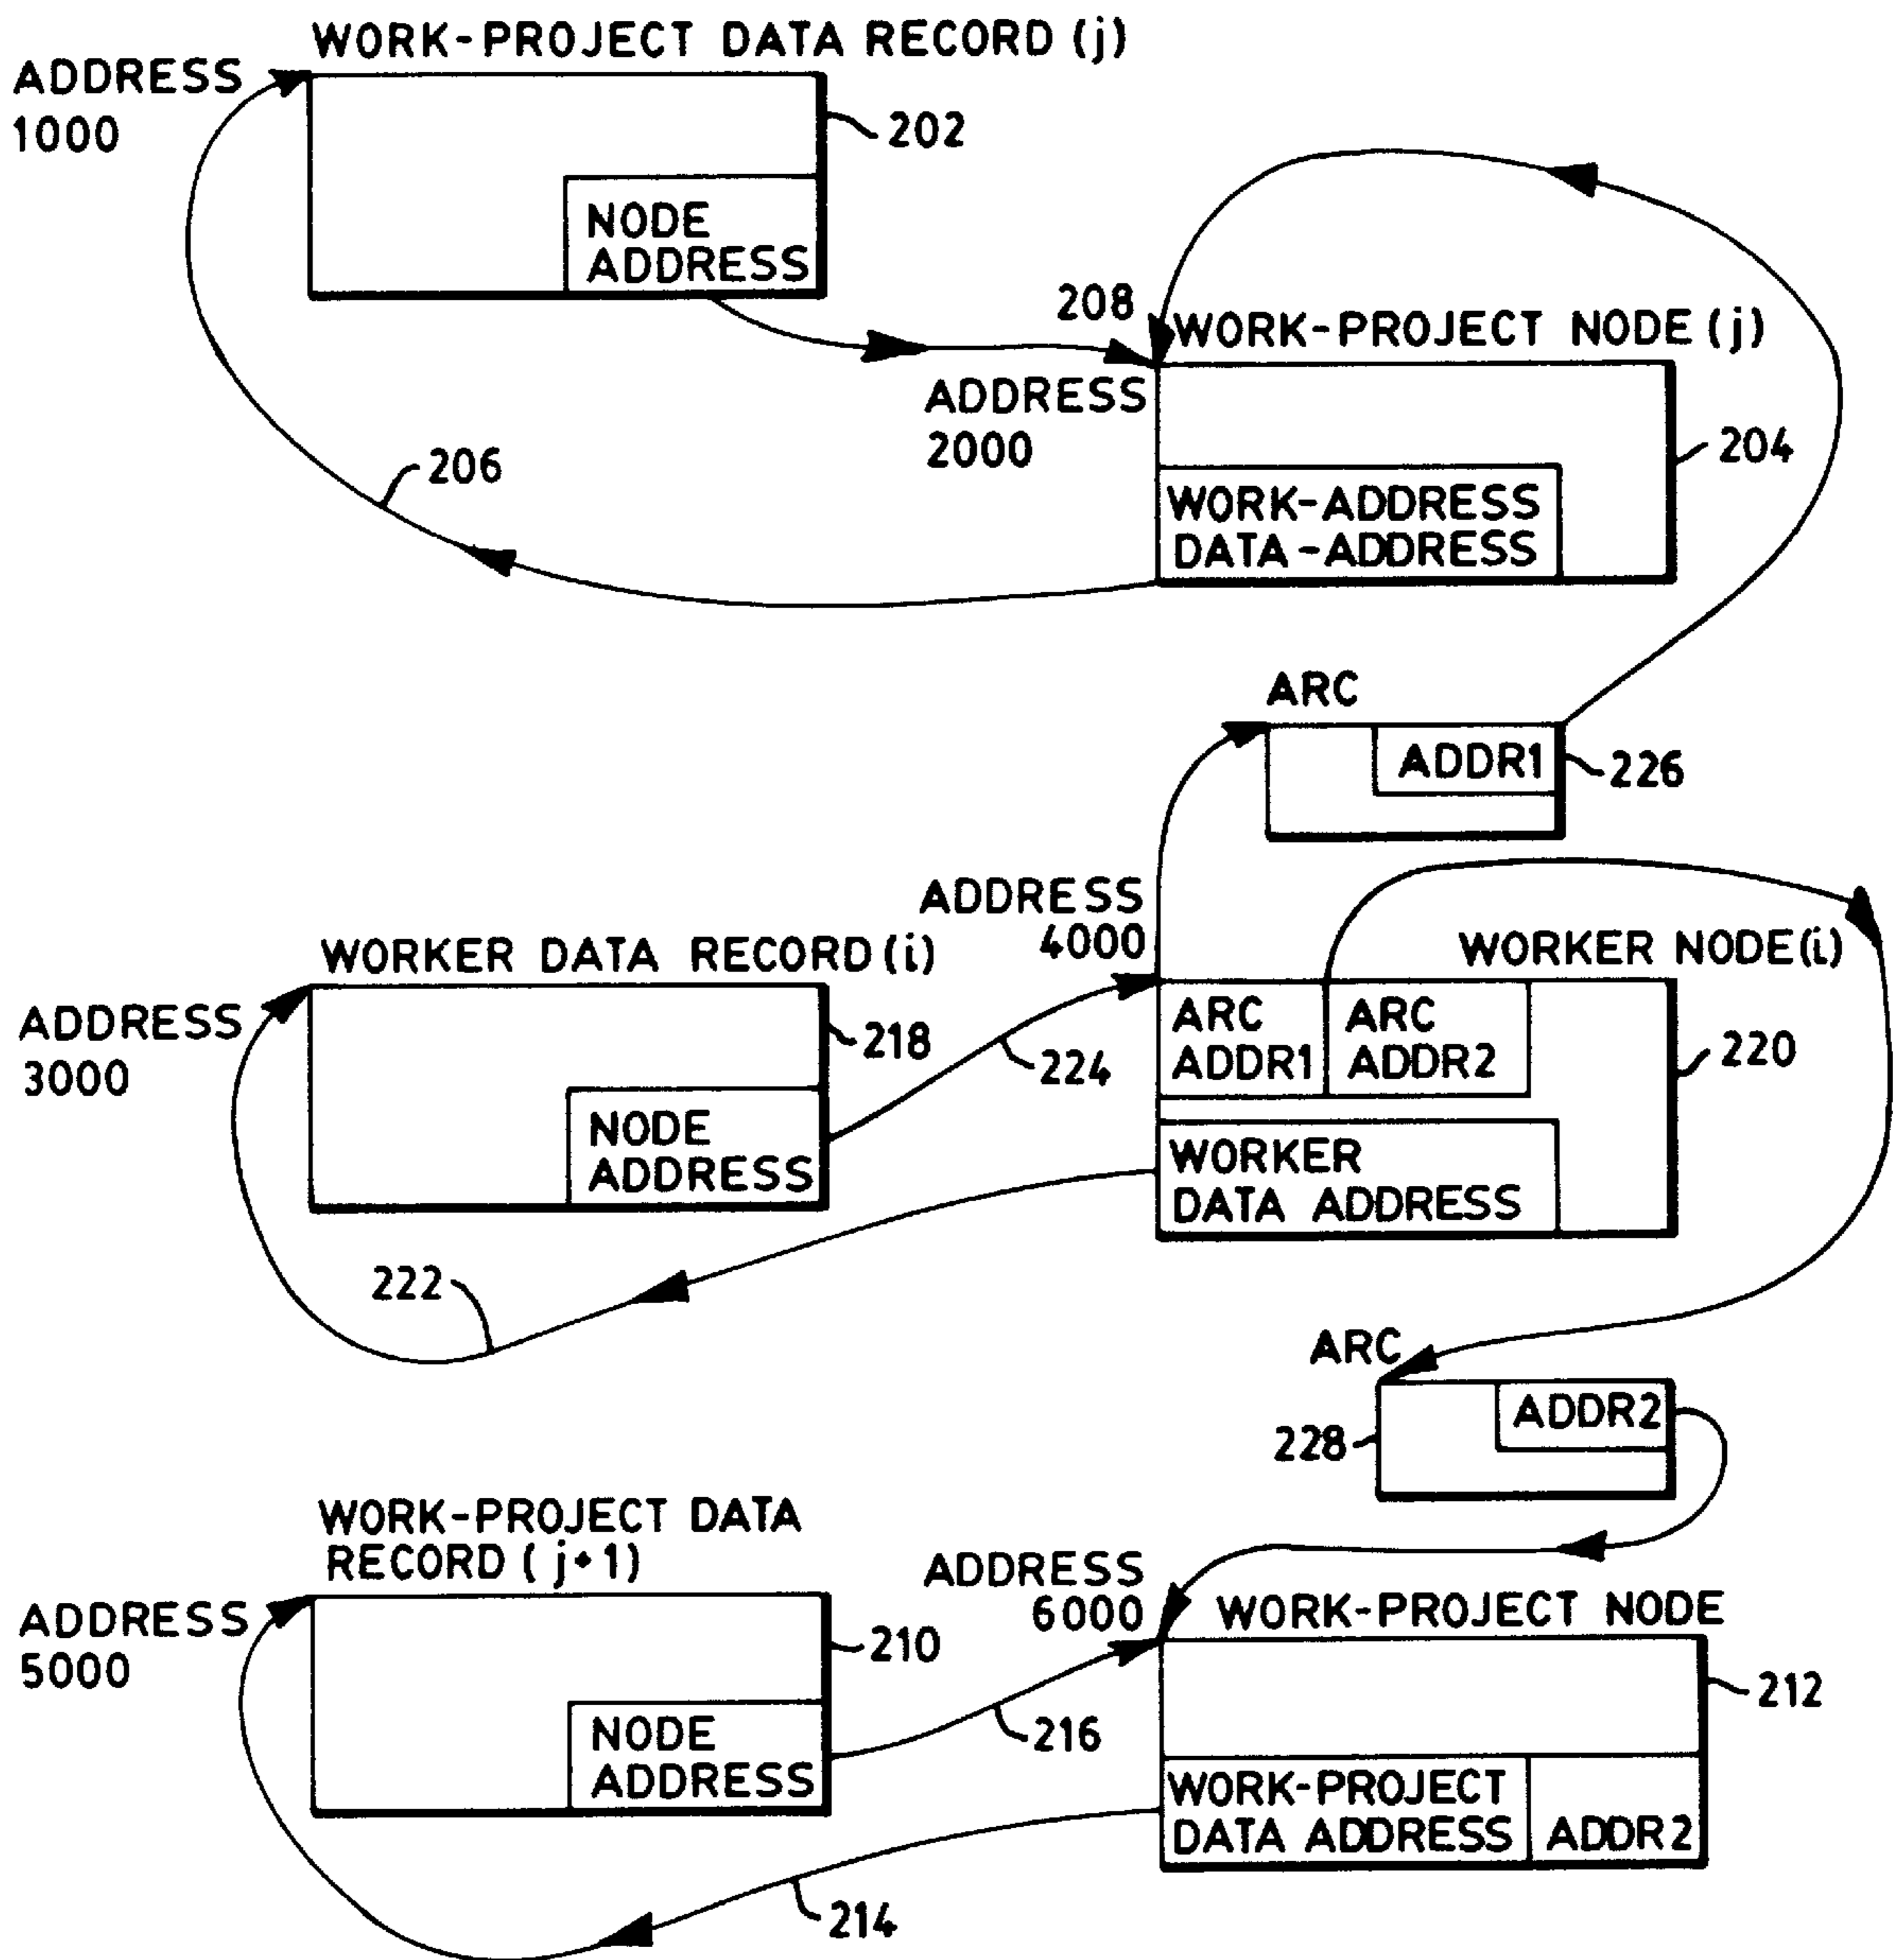 WORK-PROJECT DATA RECORD (j)
ADDRESS
1000
202
NODE
ADDRESS
208
WORK-PROJECT NODE (j)
ADDRESS
2000
204
206
WORK-ADDRESS
DATA-ADDRESS
ARC
ADDR1
226
ADDRESS
4000
WORKER DATA RECORD (i)
WORKER NODE(i)
ADDRESS
3000
218
224
ARC
ADDR1
ARC
ADDR2
220
NODE
ADDRESS
WORKER
DATA ADDRESS
222
ARC
ADDR2
228
WORK-PROJECT DATA
RECORD ( j+1)
ADDRESS
6000
WORK-PROJECT NODE
ADDRESS
5000
210
212
216
NODE
ADDRESS
WORK-PROJECT
DATA ADDRESS
ADDR2
214